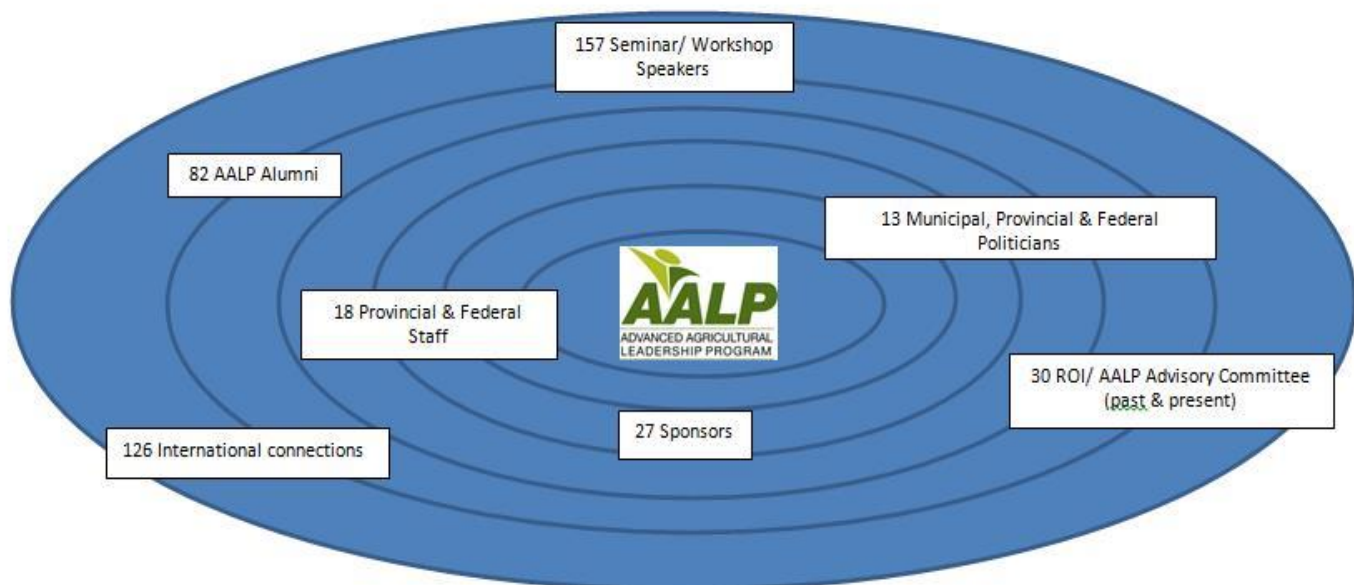 157 Seminar/ Workshop
Speakers
82 AALP Alumni
13 Municipal, Provincial & Federal
Politicians
AALP
ADVANCED AGRICULTURAL
LEADERSHIP PROGRAM
18 Provincial & Federal
Staff
30 ROI/ AALP Advisory Committee
(past & present)
27 Sponsors
126 International connections